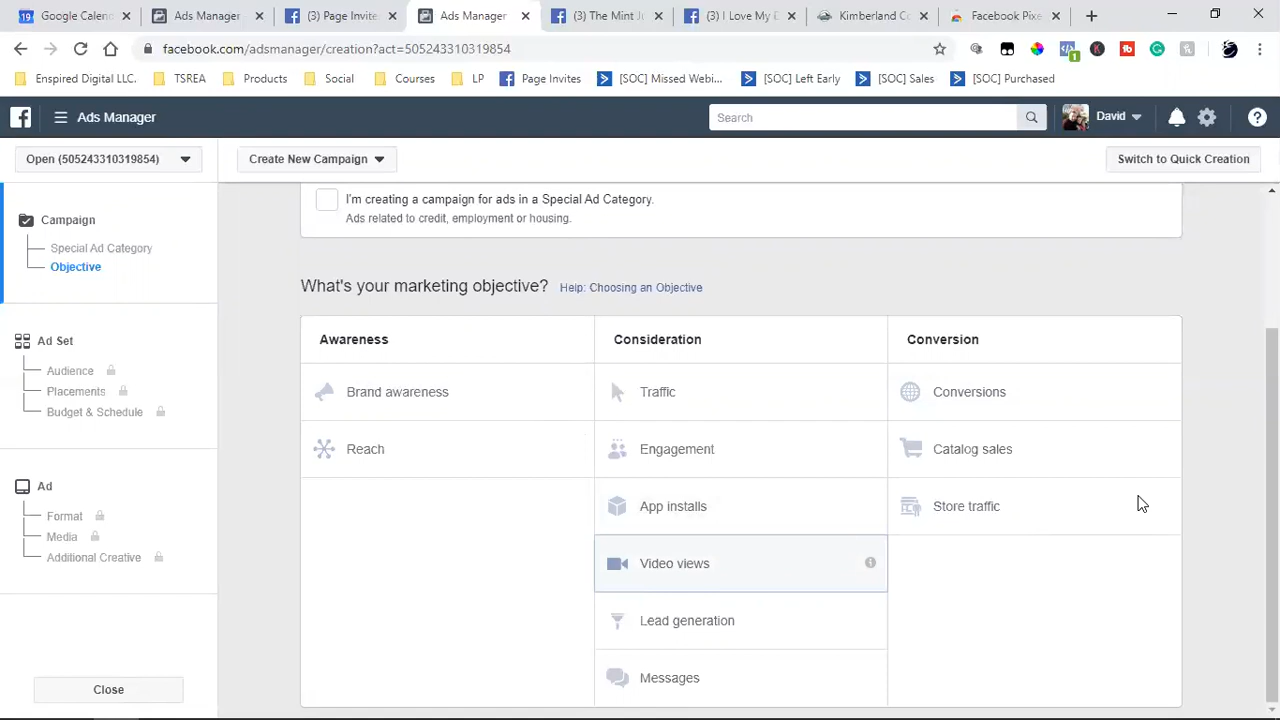 19 Google Calend
Ads Manager
(3) Page Invite
Ads Manager
(3) The Mint Ju
(3) I Love My D
Kimberland Co
Facebook Pixe
facebook.com/adsmanager/creation?act=505243310319854
1
Enspired Digital LLC.
TSREA
Products
Social
Courses
LP
Page Invites
[SOC] Missed Webi...
[SOC] Left Early
[SOC] Sales
[SOC] Purchased
Ads Manager
Search
David
Open (505243310319854)
Create New Campaign
Switch to Quick Creation
Campaign
Special Ad Category
Objective
Ad Set
Audience
Placements
Budget & Schedule
Ad
Format
Media
Additional Creative
Close
I'm creating a campaign for ads in a Special Ad Category.
Ads related to credit, employment or housing.
What's your marketing objective? Help: Choosing an Objective
Awareness
Consideration
Conversion
Brand awareness
Traffic
Conversions
Reach
Engagement
Catalog sales
App installs
Store traffic
Video views
Lead generation
Messages